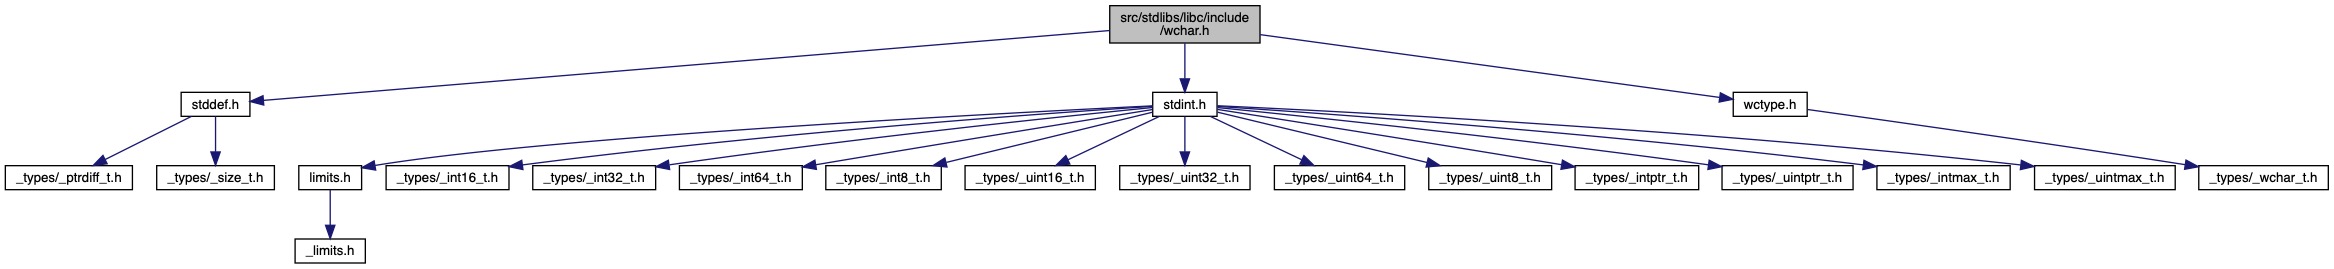 src/stdlibs/libc/include
/wchar.h
stddef.h
stdint.h
wctype.h
_types/_ptrdiff_t.h
_types/_size_t.h
limits.h
_types/_int16_t.h
_types/_int32_t.h
_types/_int64_t.h
_types/_int8_t.h
_types/_uint16_t.h
_types/_uint32_t.h
_types/_uint64_t.h
_types/_uint8_t.h
_types/_intptr_t.h
_types/_uintptr_t.h
_types/_intmax_t.h
_types/_uintmax_t.h
_types/_wchar_t.h
_limits.h